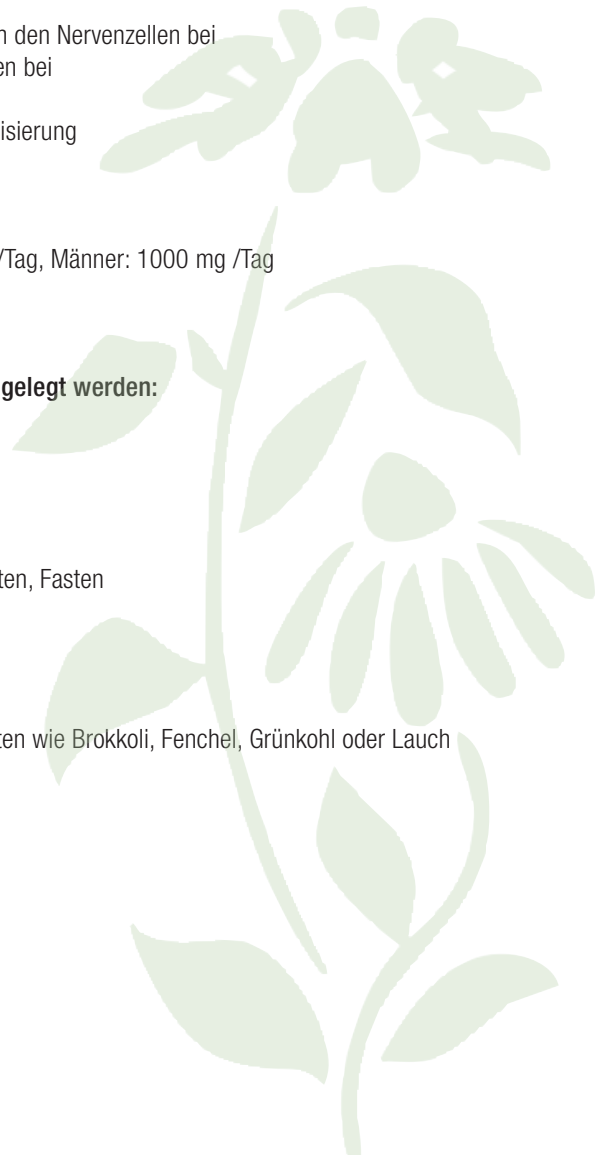 den Nervenzellen bei
en bei
isierung
/Tag, Männer: 1000 mg /Tag
gelegt werden:
ten, Fasten
ten wie Brokkoli, Fenchel, Grünkohl oder Lauch